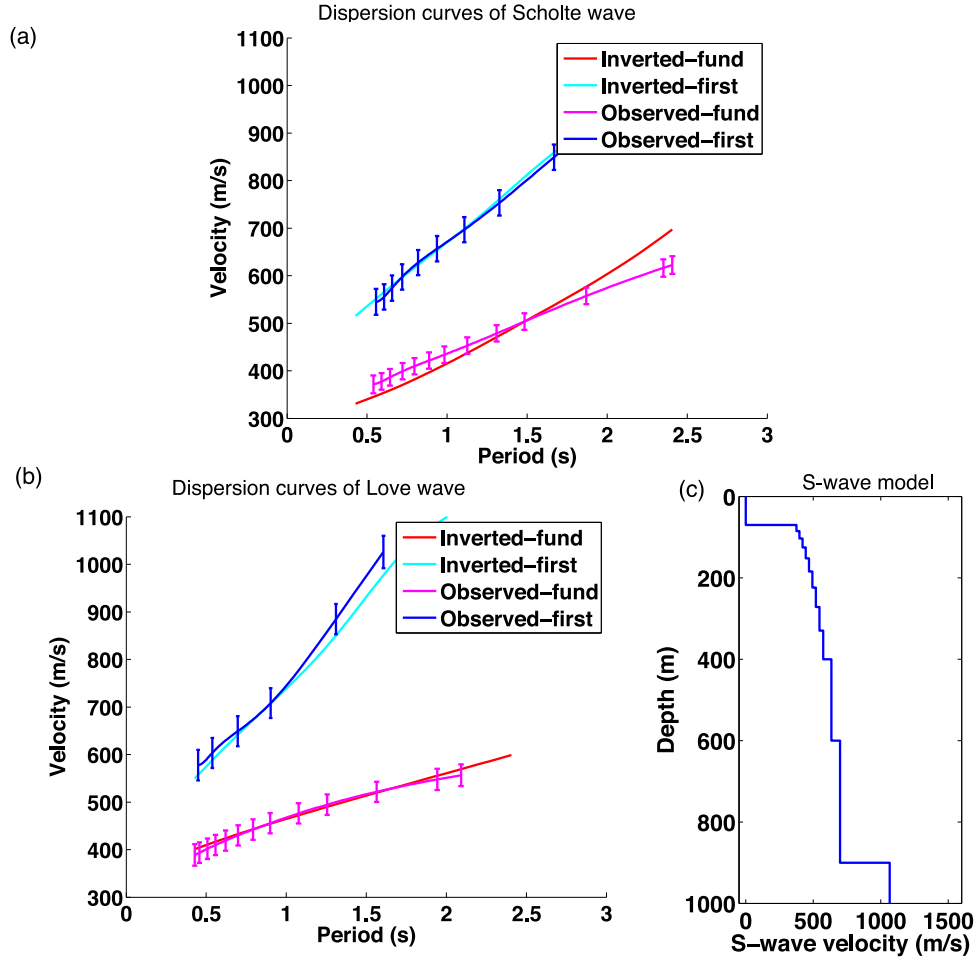 (a)
Dispersion curves of Scholte wave
1100
1000
900
800
700
600
500
400
300
Velocity (m/s)
0
0.5
1
1.5
2
2.5
3
Period (s)
Inverted-fund
Inverted-first
Observed-fund
Observed-first
(b)
Dispersion curves of Love wave
1100
1000
900
800
700
600
500
400
300
Velocity (m/s)
0
0.5
1
1.5
2
2.5
3
Period (s)
Inverted-fund
Inverted-first
Observed-fund
Observed-first
(c)
S-wave model
0
200
400
600
800
1000
Depth (m)
0
500
1000
1500
S-wave velocity (m/s)